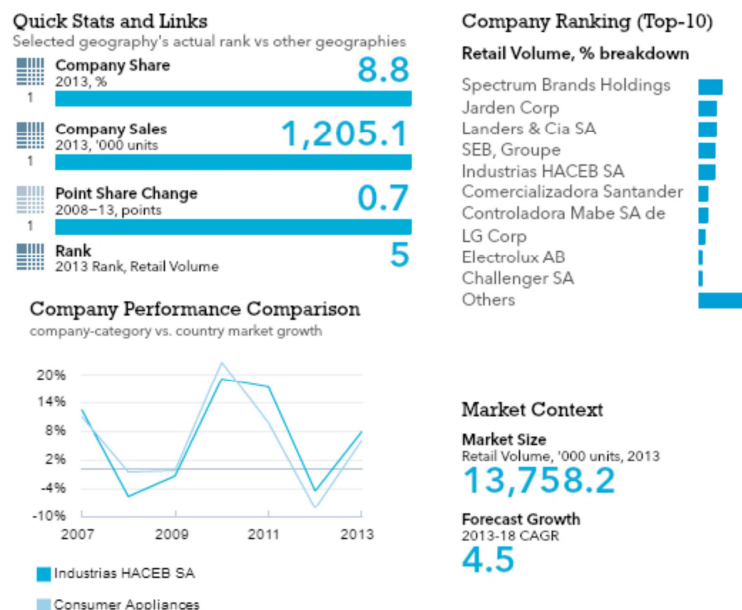 Quick Stats and Links
Selected geography's actual rank vs other geographies
Company Share
2013, %
8.8
1
Company Sales
2013, '000 units
1,205.1
1
Point Share Change
2008–13, points
0.7
1
Rank
2013 Rank, Retail Volume
5
Company Performance Comparison
company-category vs. country market growth
20%
14%
8%
2%
-4%
-10%
2007
2009
2011
2013
Industrias HACEB SA
Consumer Appliances
Company Ranking (Top-10)
Retail Volume, % breakdown
Spectrum Brands Holdings
Jarden Corp
Landers & Cia SA
SEB, Groupe
Industrias HACEB SA
Comercializadora Santander
Controladora Mabe SA de
LG Corp
Electrolux AB
Challenger SA
Others
Market Context
Market Size
Retail Volume, '000 units, 2013
13,758.2
Forecast Growth
2013-18 CAGR
4.5